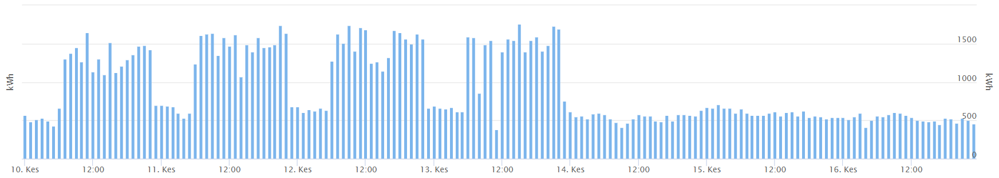 1500
1000
500
0
kWh
kWh
10. Kes
12:00
11. Kes
12:00
12. Kes
12:00
13. Kes
12:00
14. Kes
12:00
15. Kes
12:00
16. Kes
12:00